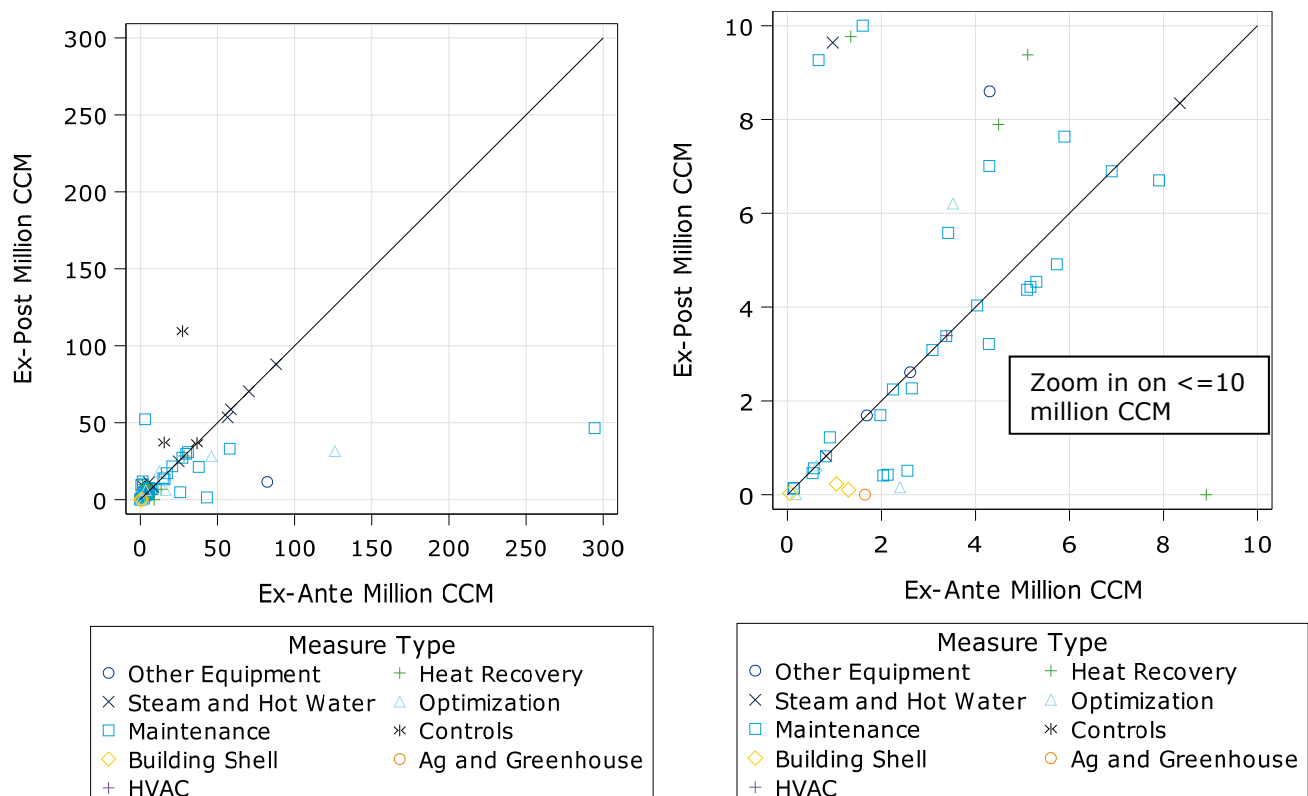 300
250
200
150
100
50
0
Ex-Post Million CCM
0 50 100 150 200 250 300
Ex-Ante Million CCM
Measure Type
Other Equipment
Heat Recovery
Steam and Hot Water
Optimization
Maintenance
Controls
Building Shell
Ag and Greenhouse
HVAC
10
8
6
4
2
0
Ex-Post Million CCM
Zoom in on <=10
million CCM
0 2 4 6 8 10
Ex-Ante Million CCM
Measure Type
Other Equipment
Heat Recovery
Steam and Hot Water
Optimization
Maintenance
Controls
Building Shell
Ag and Greenhouse
HVAC